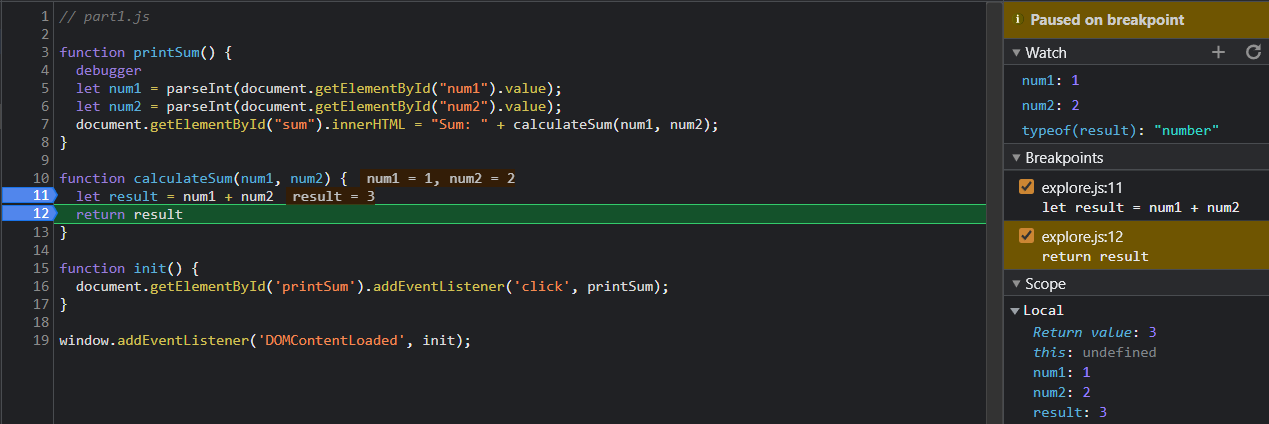 1 // part1.js
2
3 function printSum() {
4   debugger
5   let num1 = parseInt(document.getElementById("num1").value);
6   let num2 = parseInt(document.getElementById("num2").value);
7   document.getElementById("sum").innerHTML = "Sum: " + calculateSum(num1, num2);
8 }
9
10 function calculateSum(num1, num2) { num1 = 1, num2 = 2
11   let result = num1 + num2 result = 3
12   return result
13 }
14
15 function init() {
16   document.getElementById('printSum').addEventListener('click', printSum);
17 }
18
19 window.addEventListener('DOMContentLoaded', init);
i Paused on breakpoint
▼ Watch
num1: 1
num2: 2
typeof(result): "number"
▼ Breakpoints
explore.js:11
let result = num1 + num2
explore.js:12
return result
▼ Scope
▼ Local
Return value: 3
this: undefined
num1: 1
num2: 2
result: 3